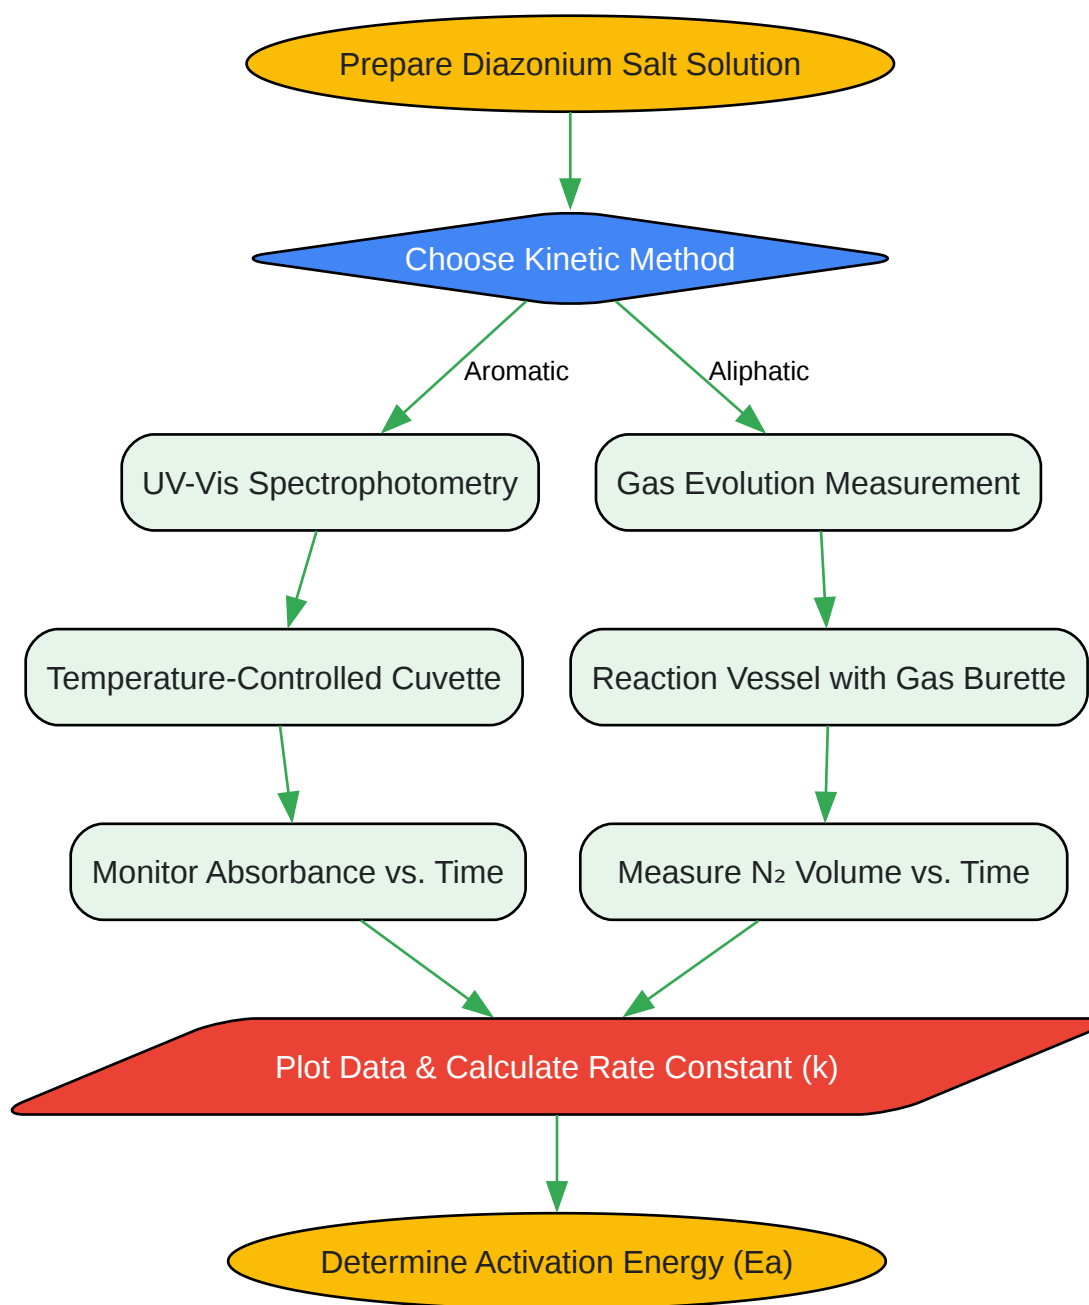 Prepare Diazonium Salt Solution
Choose Kinetic Method
Aromatic
Aliphatic
UV-Vis Spectrophotometry
Gas Evolution Measurement
Temperature-Controlled Cuvette
Reaction Vessel with Gas Burette
Monitor Absorbance vs. Time
Measure N₂ Volume vs. Time
Plot Data & Calculate Rate Constant (k)
Determine Activation Energy (Ea)